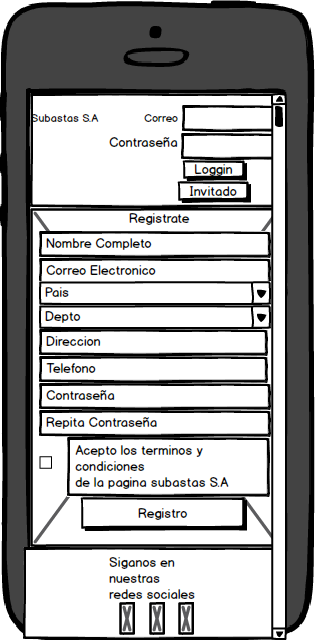 Subastas S.A Correo
Contraseña
Loggin
Invitado
Registrate
Nombre Completo
Correo Electronico
Pais
Depto
Direccion
Telefono
Contraseña
Repita Contraseña
Acepto los terminos y
condiciones
de la pagina subastas S.A
Registro
Siganos en
nuestras
redes sociales